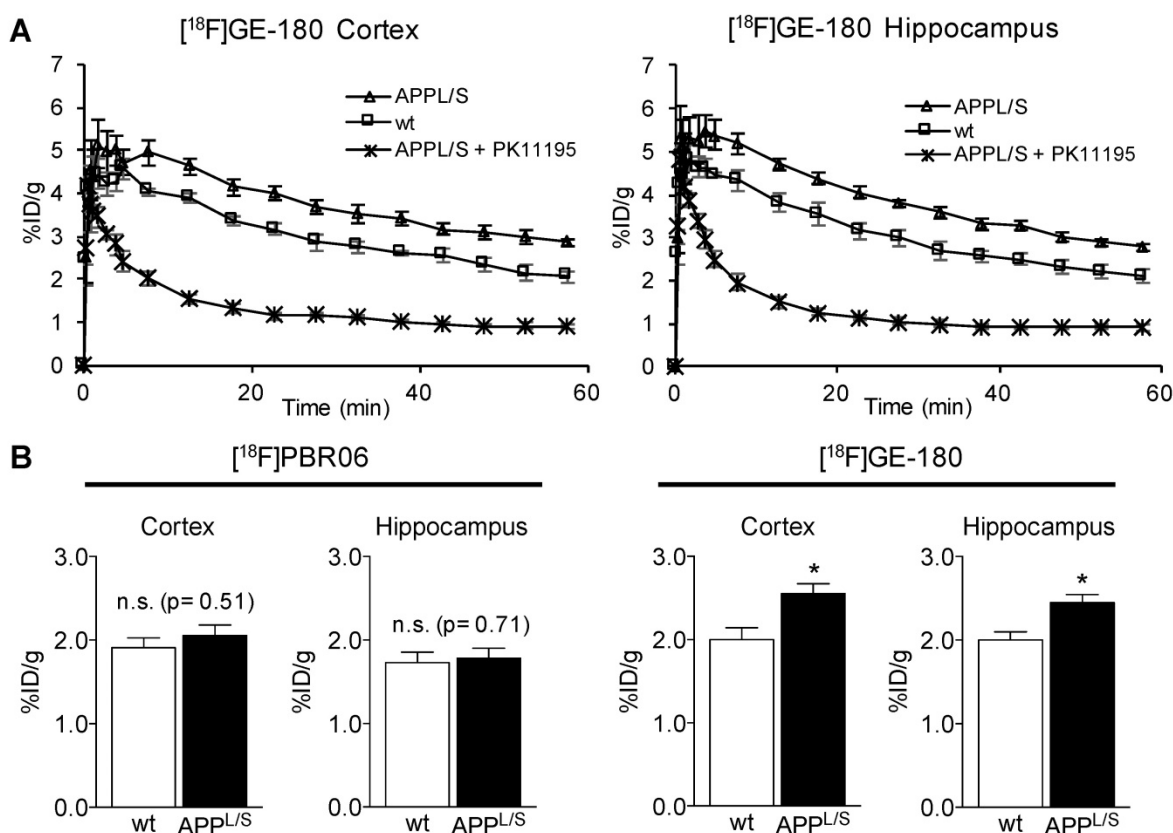 A
[¹⁸F]GE-180 Cortex
%ID/g
7
6
5
4
3
2
1
0
APPL/S
wt
APPL/S + PK11195
0
20
40
60
Time (min)
[¹⁸F]GE-180 Hippocampus
%ID/g
7
6
5
4
3
2
1
0
APPL/S
wt
APPL/S + PK11195
0
20
40
60
Time (min)
B
[¹⁸F]PBR06
Cortex
%ID/g
3.0
2.0
1.0
0.0
n.s. (p= 0.51)
wt
APPᴸ/ˢ
Hippocampus
%ID/g
3.0
2.0
1.0
0.0
n.s. (p= 0.71)
wt
APPᴸ/ˢ
[¹⁸F]GE-180
Cortex
%ID/g
3.0
2.0
1.0
0.0
*
wt
APPᴸ/ˢ
Hippocampus
%ID/g
3.0
2.0
1.0
0.0
*
wt
APPᴸ/ˢ